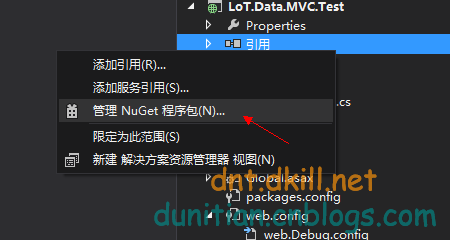 LoT.Data.MVC.Test
Properties
引用
添加引用(R)...
添加服务引用(S)...
管理 NuGet 程序包(N)...
.cs
限定为此范围(S)
新建 解决方案资源管理器 视图(N)
dnt.dkill.net
Global.asax
packages.config
dunitian.cnblogs.com
web.config
web.Debug.config